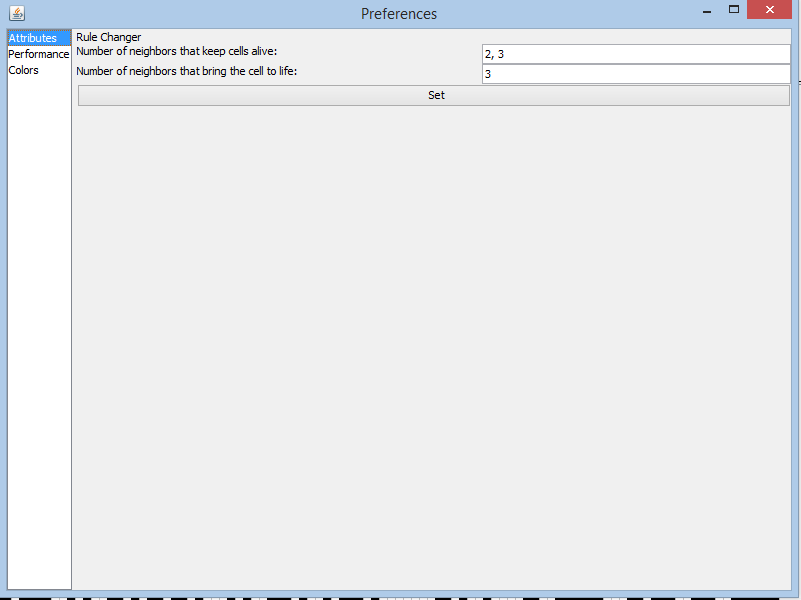 Preferences
Attributes
Performance
Colors
Rule Changer
Number of neighbors that keep cells alive:
2, 3
Number of neighbors that bring the cell to life:
3
Set